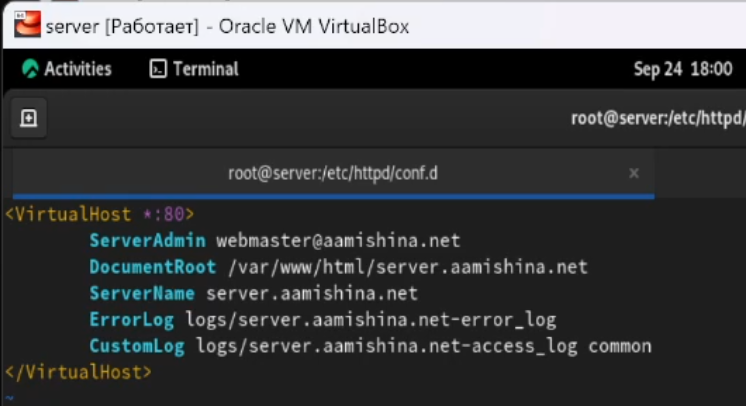 server [Работает] - Oracle VM VirtualBox
Activities Terminal Sep 24 18:00
root@server:/etc/httpd/
root@server:/etc/httpd/conf.d ×
<VirtualHost *:80>
ServerAdmin webmaster@aamishina.net
DocumentRoot /var/www/html/server.aamishina.net
ServerName server.aamishina.net
ErrorLog logs/server.aamishina.net-error_log
CustomLog logs/server.aamishina.net-access_log common
</VirtualHost>
~